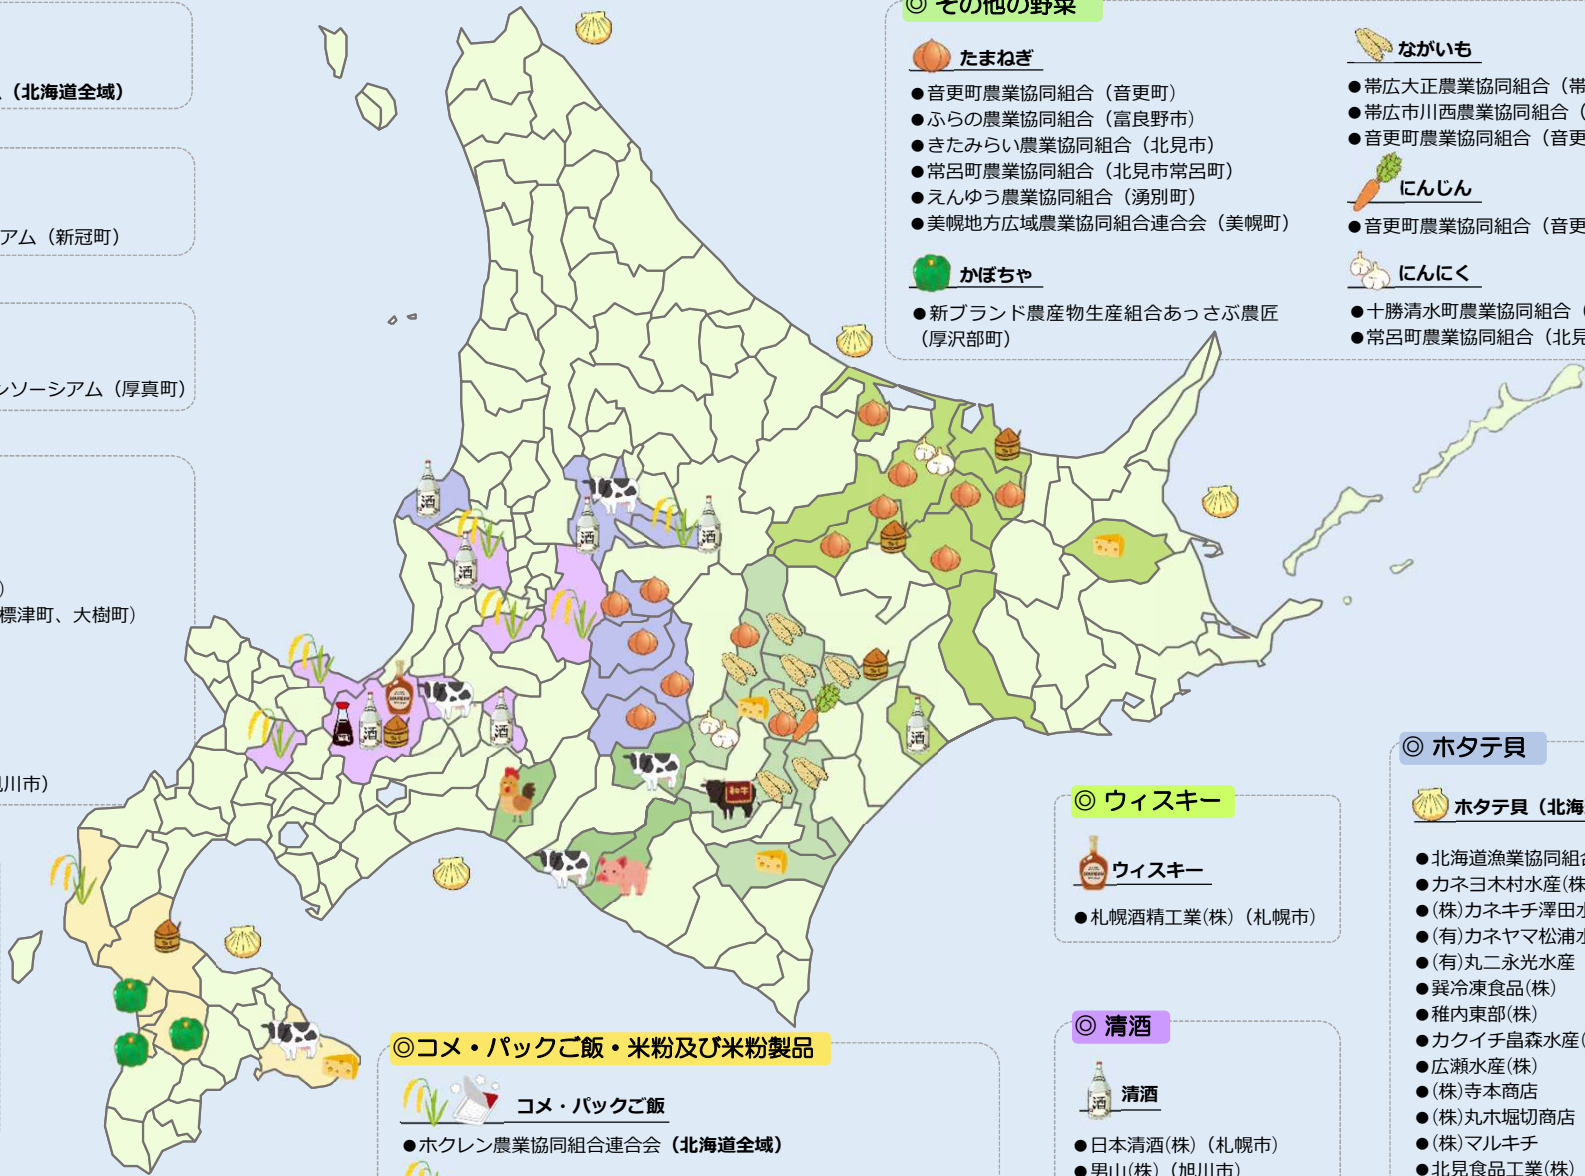 （北海道全域）
アム（新冠町）
ンソーシアム（厚真町）
）
標津町、大樹町）
川市）
◎ その他の野菜
たまねぎ
●音更町農業協同組合（音更町）
●ふらの農業協同組合（富良野市）
●きたみらい農業協同組合（北見市）
●常呂町農業協同組合（北見市常呂町）
●えんゆう農業協同組合（湧別町）
●美幌地方広域農業協同組合連合会（美幌町）
かぼちゃ
●新ブランド農産物生産組合あっさぶ農匠
（厚沢部町）
ながいも
●帯広大正農業協同組合（帯
●帯広市川西農業協同組合（
●音更町農業協同組合（音更
にんじん
●音更町農業協同組合（音更
にんにく
●十勝清水町農業協同組合（
●常呂町農業協同組合（北見
酒
酒
酒
酒
酒
酒
酒
和牛
◎ ウィスキー
ウィスキー
●札幌酒精工業(株)（札幌市）
◎ 清酒
酒
清酒
●日本清酒(株)（札幌市）
●男山(株)（旭川市）
◎ ホタテ貝
ホタテ貝（北海
●北海道漁業協同組合
●カネヨ木村水産(株
●(株)カネキチ澤田水
●(有)カネヤマ松浦水
●(有)丸二永光水産
●巽冷凍食品(株)
●稚内東部(株)
●カクイチ畠森水産(
●広瀬水産(株)
●(株)寺本商店
●(株)丸ホ堀切商店
●(株)マルキチ
●北見食品工業(株)
◎コメ・パックご飯・米粉及び米粉製品
コメ・パックご飯
●ホクレン農業協同組合連合会（北海道全域）